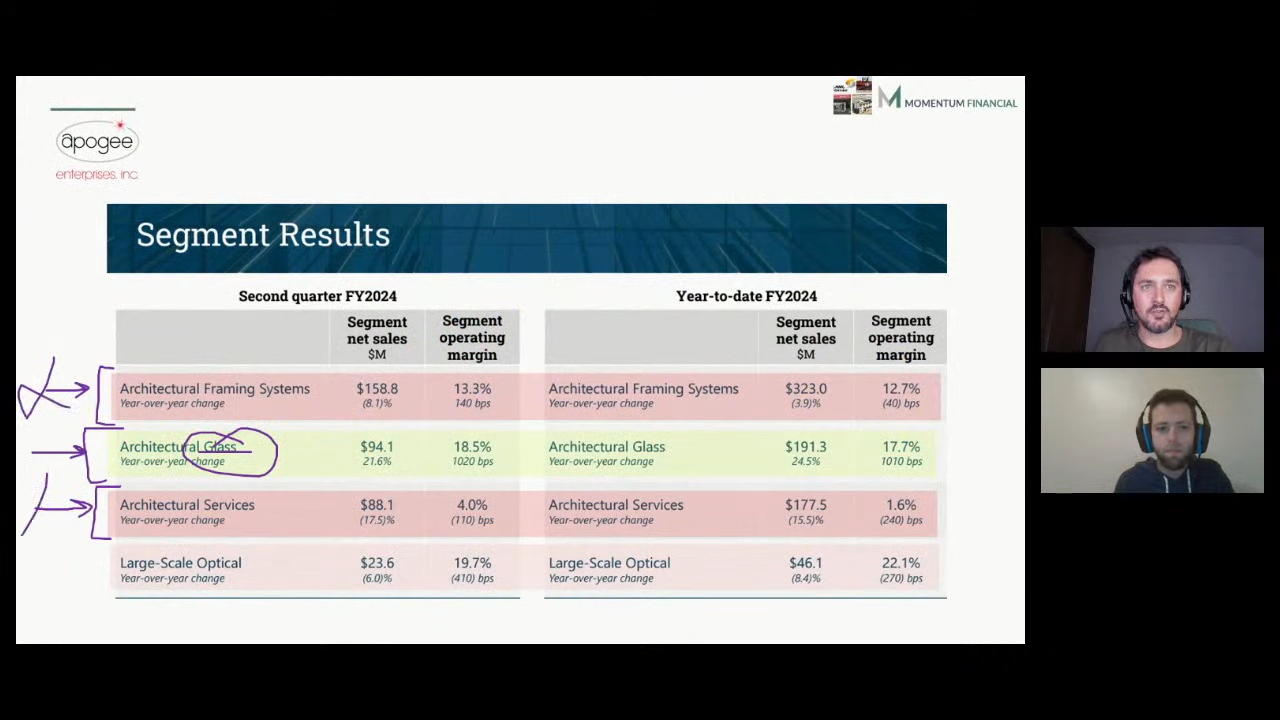 MOMENTUM FINANCIAL
apogee
enterprises, inc.
Segment Results
Second quarter FY2024
Year-to-date FY2024
Segment net sales $M
Segment operating margin
Segment net sales $M
Segment operating margin
Architectural Framing Systems $158.8 13.3%
Year-over-year change (8.1)% 140 bps
Architectural Framing Systems $323.0 12.7%
Year-over-year change (3.9)% (40) bps
Architectural Glass $94.1 18.5%
Year-over-year change 21.6% 1020 bps
Architectural Glass $191.3 17.7%
Year-over-year change 24.5% 1010 bps
Architectural Services $88.1 4.0%
Year-over-year change (17.5)% (110) bps
Architectural Services $177.5 1.6%
Year-over-year change (15.5)% (240) bps
Large-Scale Optical $23.6 19.7%
Year-over-year change (6.0)% (410) bps
Large-Scale Optical $46.1 22.1%
Year-over-year change (8.4)% (270) bps